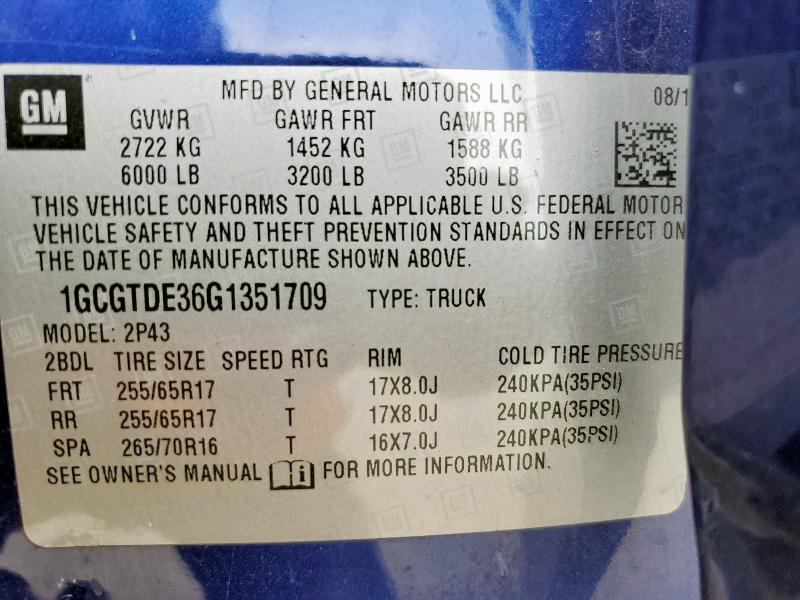 GM
MFD BY GENERAL MOTORS LLC 08/1
GVWR GAWR FRT GAWR RR
2722 KG 1452 KG 1588 KG
6000 LB 3200 LB 3500 LB
THIS VEHICLE CONFORMS TO ALL APPLICABLE U.S. FEDERAL MOTOR
VEHICLE SAFETY AND THEFT PREVENTION STANDARDS IN EFFECT ON
THE DATE OF MANUFACTURE SHOWN ABOVE.
1GCGTDE36G1351709 TYPE: TRUCK
MODEL: 2P43
2BDL TIRE SIZE SPEED RTG RIM COLD TIRE PRESSURE
FRT 255/65R17 T 17X8.0J 240KPA(35PSI)
RR 255/65R17 T 17X8.0J 240KPA(35PSI)
SPA 265/70R16 T 16X7.0J 240KPA(35PSI)
SEE OWNER'S MANUAL i FOR MORE INFORMATION.